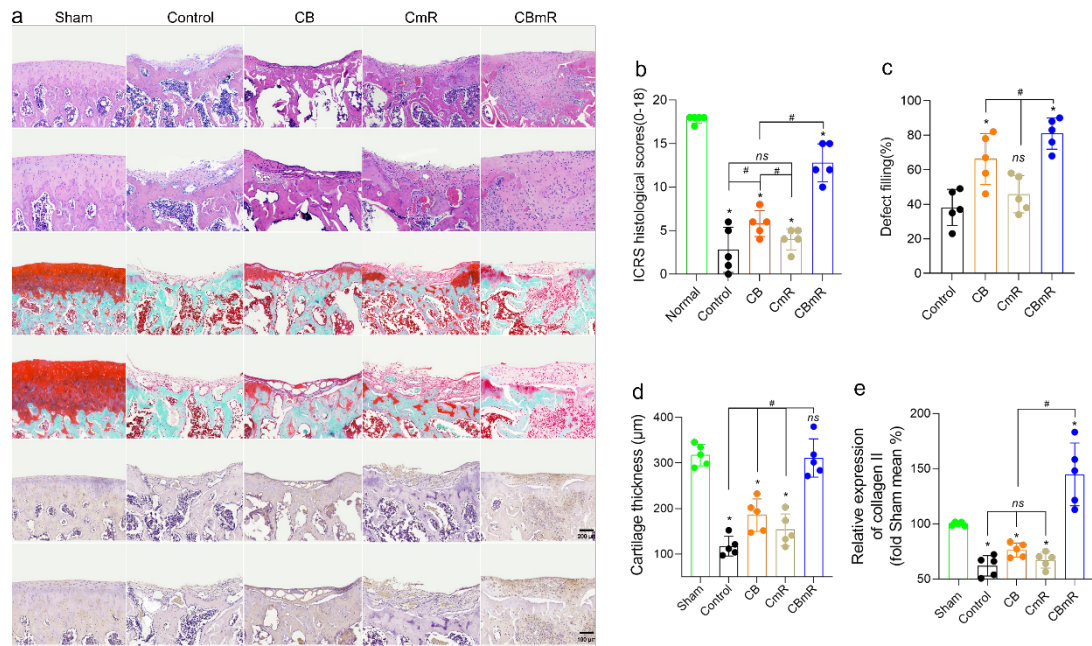 a
Sham Control CB CmR CBmR
200 μm
100 μm
b
ICRS histological scores(0-18)
20
15
10
5
0
ns
#
#
#
*
*
*
*
Normal Control CB CmR CBmR
c
Defect filling(%)
100
80
60
40
20
0
#
*
ns
*
Control CB CmR CBmR
d
Cartilage thickness (μm)
400
300
200
100
#
ns
*
*
*
Sham Control CB CmR CBmR
e
Relative expression
of collagen II
(fold Sham mean %)
200
150
100
50
#
ns
*
*
*
*
Sham Control CB CmR CBmR